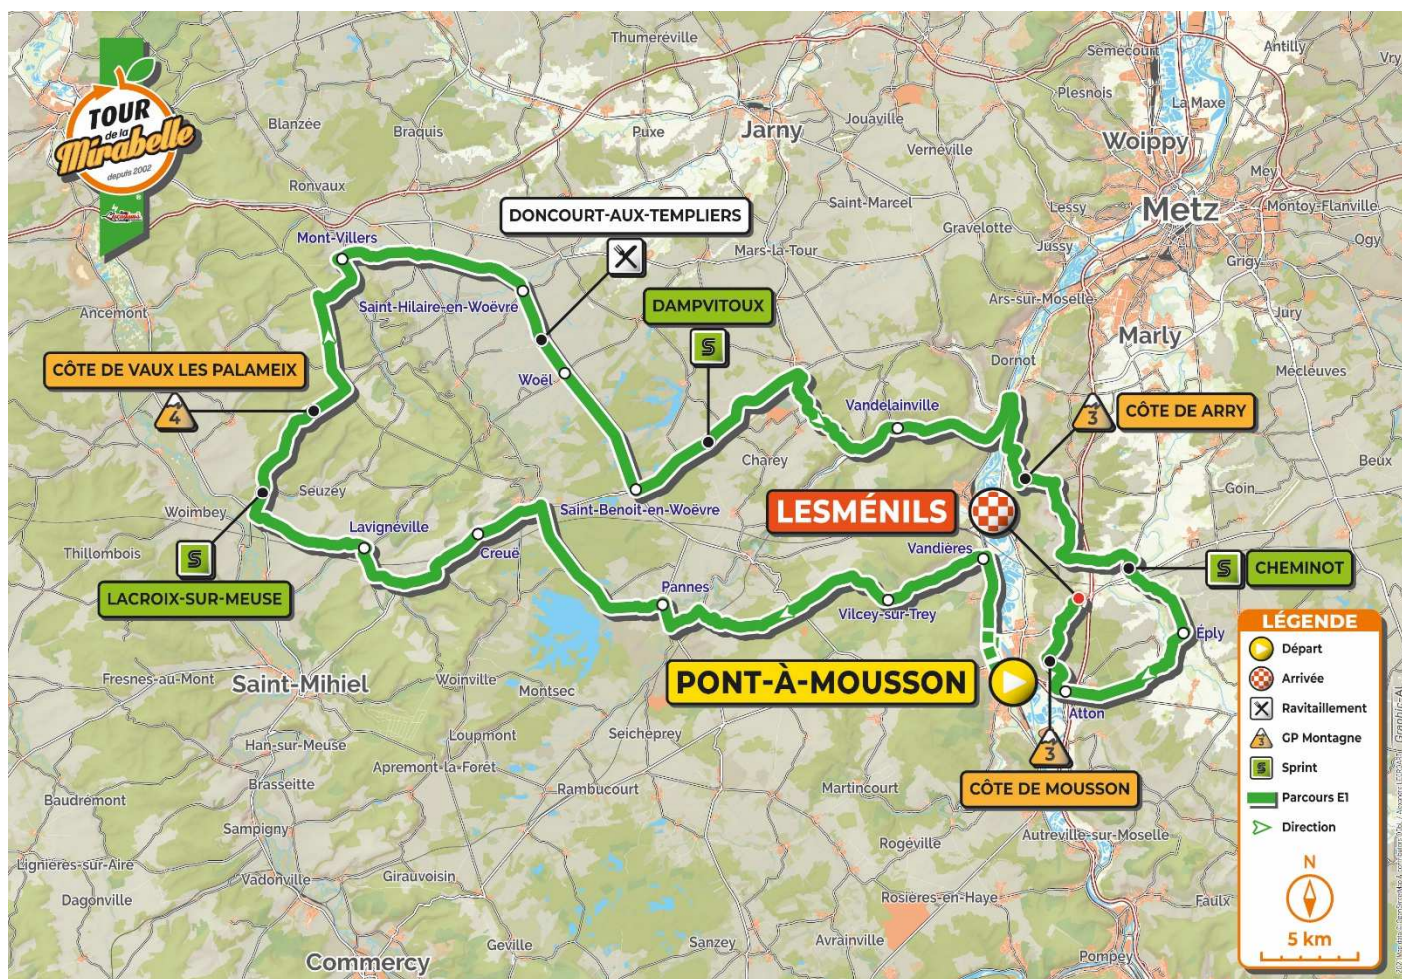 TOUR
de la
Mirabelle
depuis 2002
Thumeréville
Semécourt
Antilly
Vry
Plesnois
La Maxe
Blanzée
Braquis
Puxe
Jarny
Jouaville
Woippy
Verneville
Ronvaux
Saint-Marcel
Lessy
Metz
Mey
Montoy-Flanville
DONCOURT-AUX-TEMPLIERS
Gravelotte
Jussy
Ogy
Mont-Villers
Mars-la-Tour
Grigy
Saint-Hilaire-en-Woëvre
DAMPVITOUX
Ars-sur-Moselle
Jury
Ancemont
S
Marly
Dornot
Mécleuves
CÔTE DE VAUX LES PALAMEIX
Woël
4
Vandelainville
3
CÔTE DE ARRY
Charey
Beux
Seuzey
Goin
Woimbey
Saint-Benoit-en-Woëvre
LESMÉNILS
Lavignéville
Creuë
Thillombois
Vandières
S
S
CHEMINOT
LACROIX-SUR-MEUSE
Pannes
Vilcey-sur-Trey
Éply
Fresnes-au-Mont
Saint-Mihiel
Woinville
Montsec
PONT-À-MOUSSON
Atton
Loupmont
Seicheprey
Han-sur-Meuse
3
Apremont-la-Forêt
Brasseitte
Rambucourt
Martincourt
CÔTE DE MOUSSON
Baudrémont
Sampigny
Autreville-sur-Moselle
Rogéville
Lignières-sur-Aire
Vadonville
Girauvoisin
Dagonville
Rosières-en-Haye
Faulx
Geville
Sanzey
Avrainville
Commercy
Pompey
LÉGENDE
Départ
Arrivée
Ravitaillement
3
GP Montagne
S
Sprint
Parcours E1
Direction
N
5 km